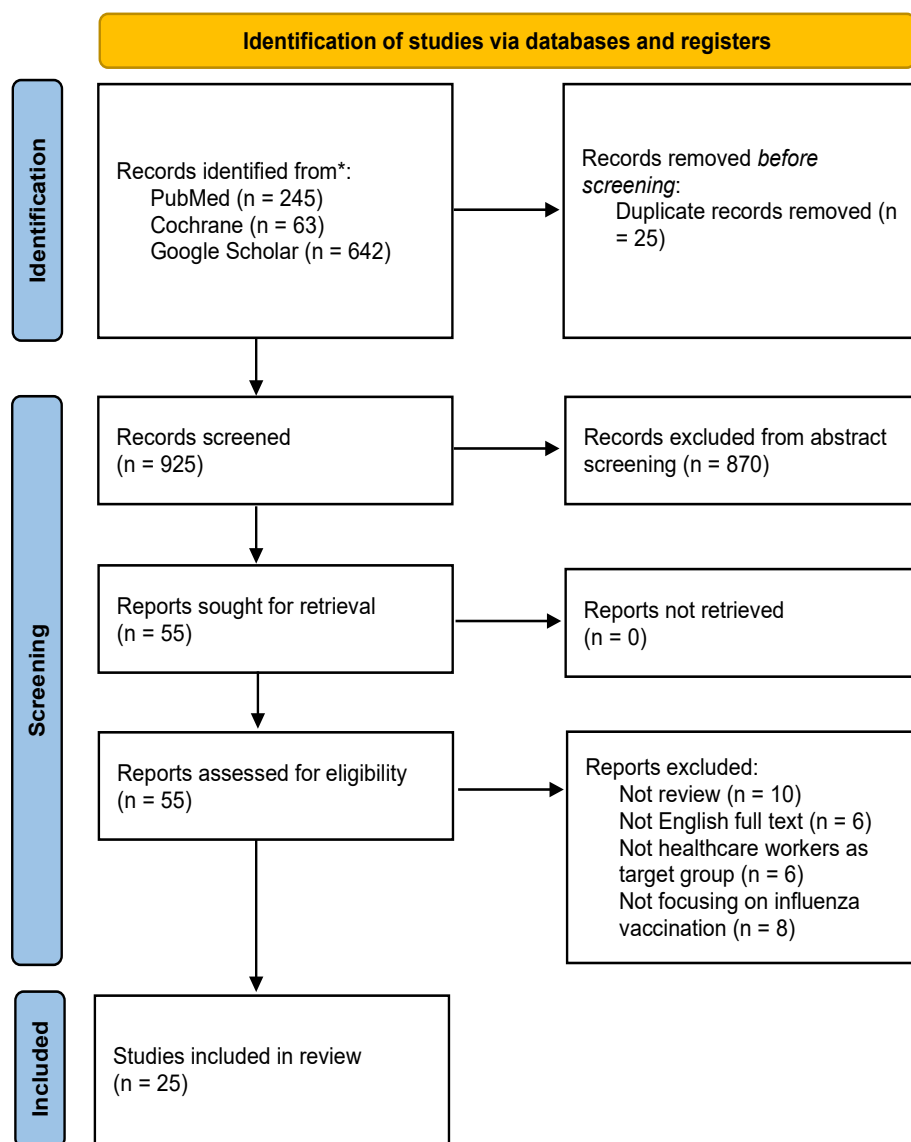 Identification of studies via databases and registers
Identification
Records identified from*:
PubMed (n = 245)
Cochrane (n = 63)
Google Scholar (n = 642)
Records removed before
screening:
Duplicate records removed (n
= 25)
Screening
Records screened
(n = 925)
Records excluded from abstract
screening (n = 870)
Reports sought for retrieval
(n = 55)
Reports not retrieved
(n = 0)
Reports assessed for eligibility
(n = 55)
Reports excluded:
Not review (n = 10)
Not English full text (n = 6)
Not healthcare workers as
target group (n = 6)
Not focusing on influenza
vaccination (n = 8)
Included
Studies included in review
(n = 25)